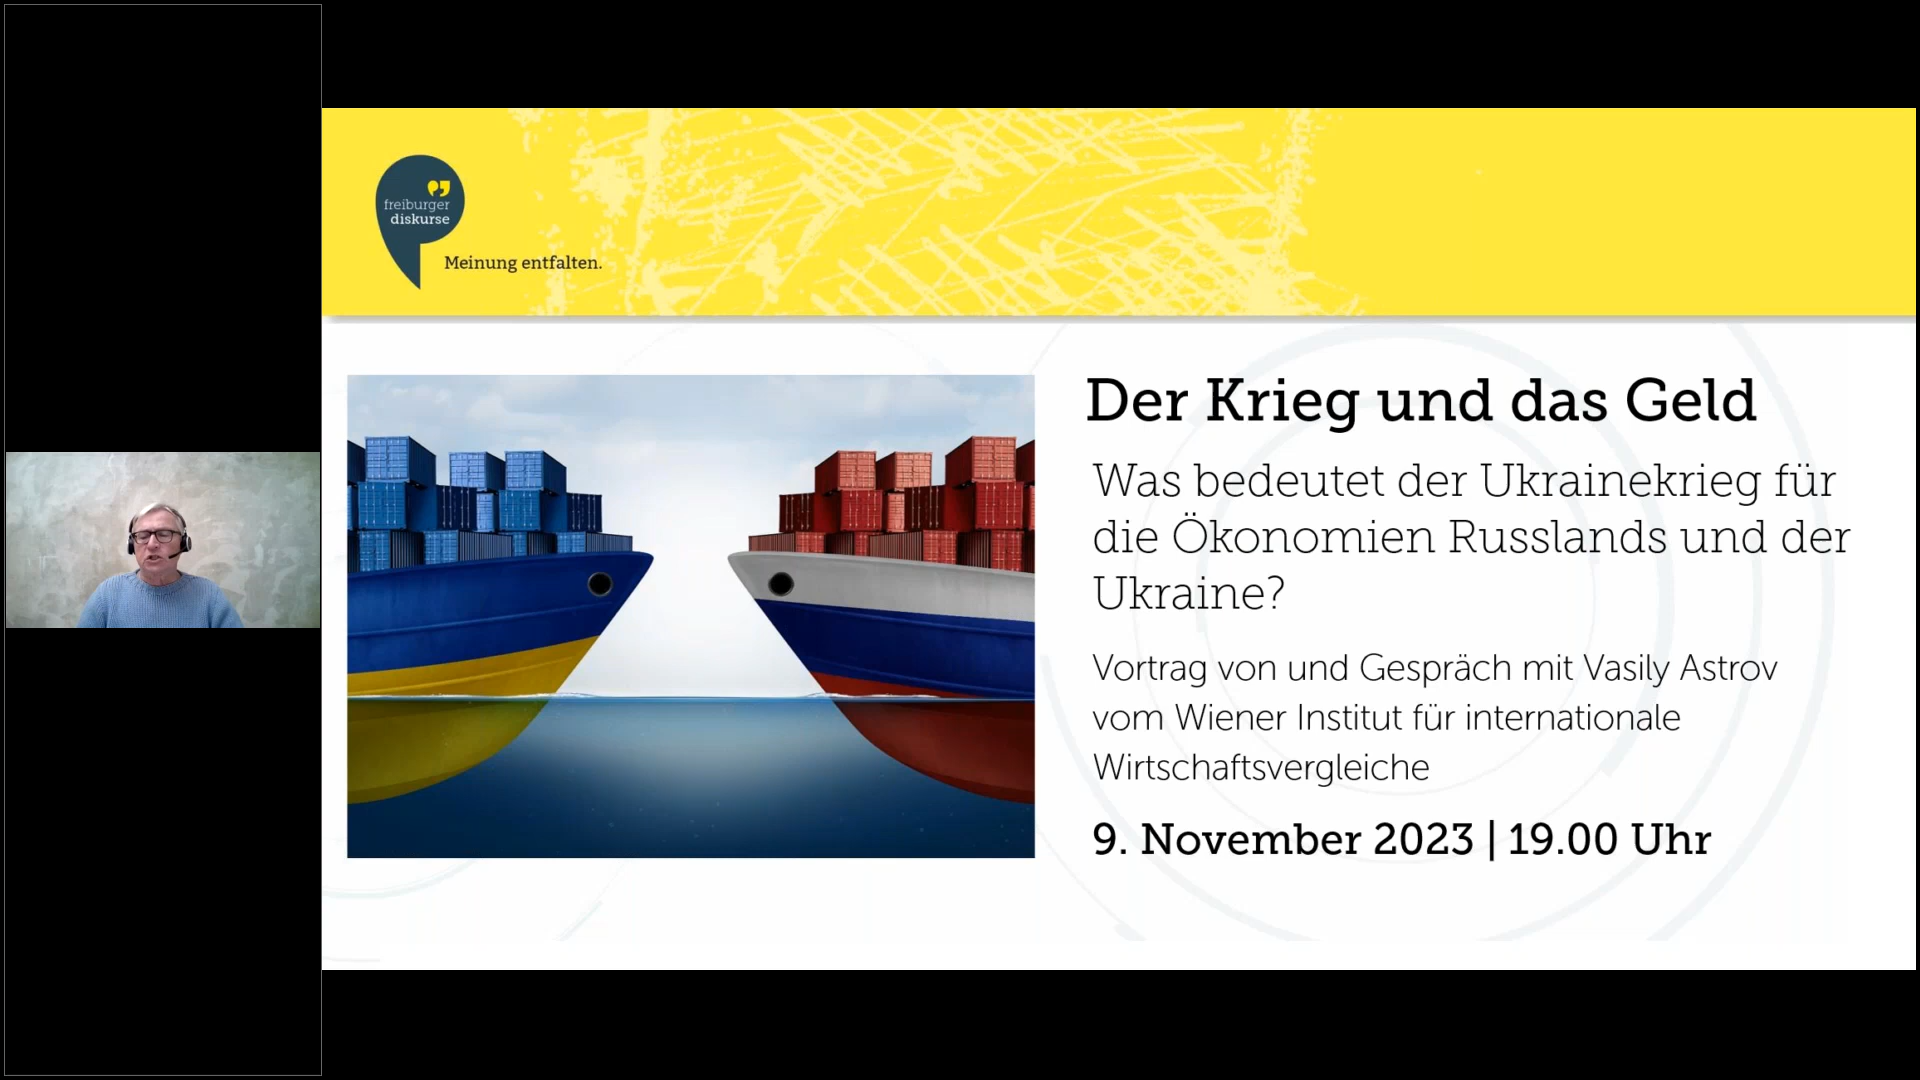 freiburger
diskurse
Meinung entfalten.
Der Krieg und das Geld
Was bedeutet der Ukrainekrieg für
die Ökonomien Russlands und der
Ukraine?
Vortrag von und Gespräch mit Vasily Astrov
vom Wiener Institut für internationale
Wirtschaftsvergleiche
9. November 2023 | 19.00 Uhr